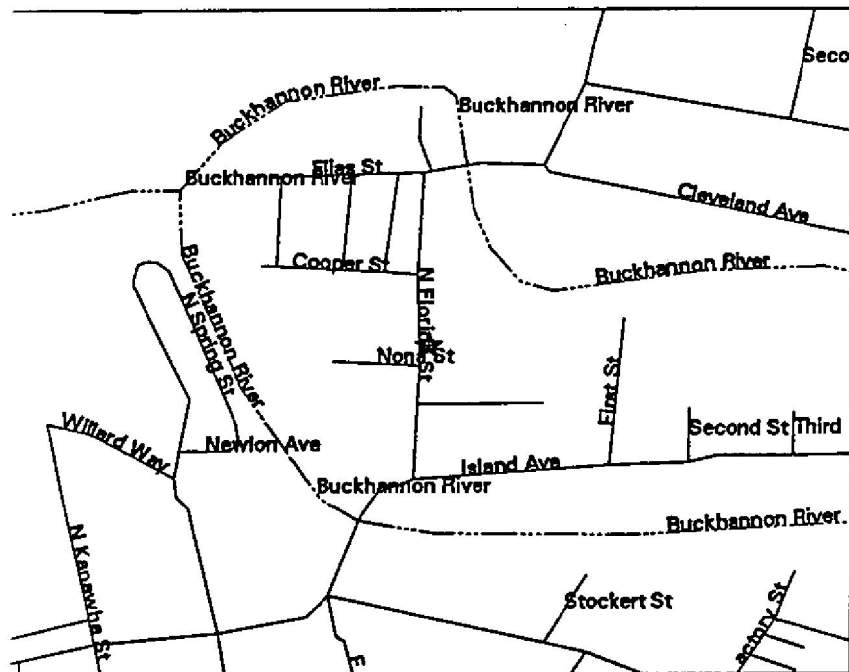 Seco
Buckhannon River
Buckhannon River
Elias St
Buckhannon River
Cleveland Ave
Cooper St
Buckhannon River
Buckhannon River
N Spring St
N Florida St
Nona St
First St
Willard Way
Newlon Ave
Second St
Third
Island Ave
Buckhannon River
Buckhannon River
N Kanawha St
Stockert St
actory St
E